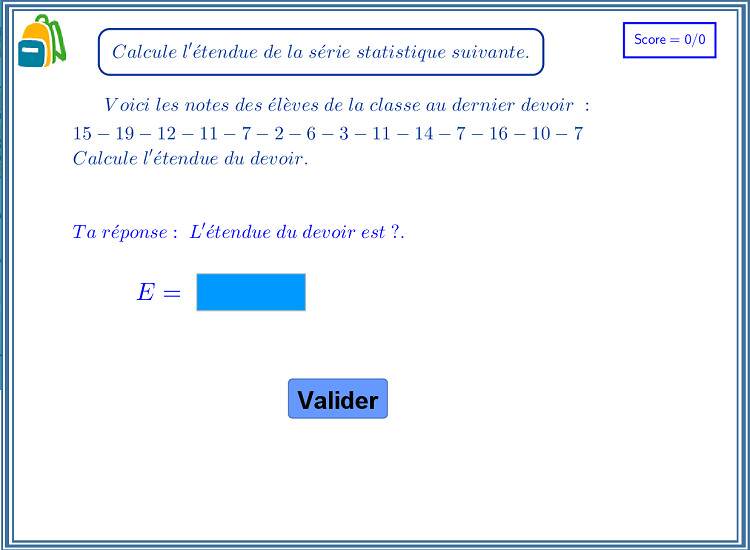 Calcule l'étendue de la série statistique suivante.
Score = 0/0
Voici les notes des élèves de la classe au dernier devoir :
15 − 19 − 12 − 11 − 7 − 2 − 6 − 3 − 11 − 14 − 7 − 16 − 10 − 7
Calcule l'étendue du devoir.
Ta réponse : L'étendue du devoir est ?.
E =
Valider